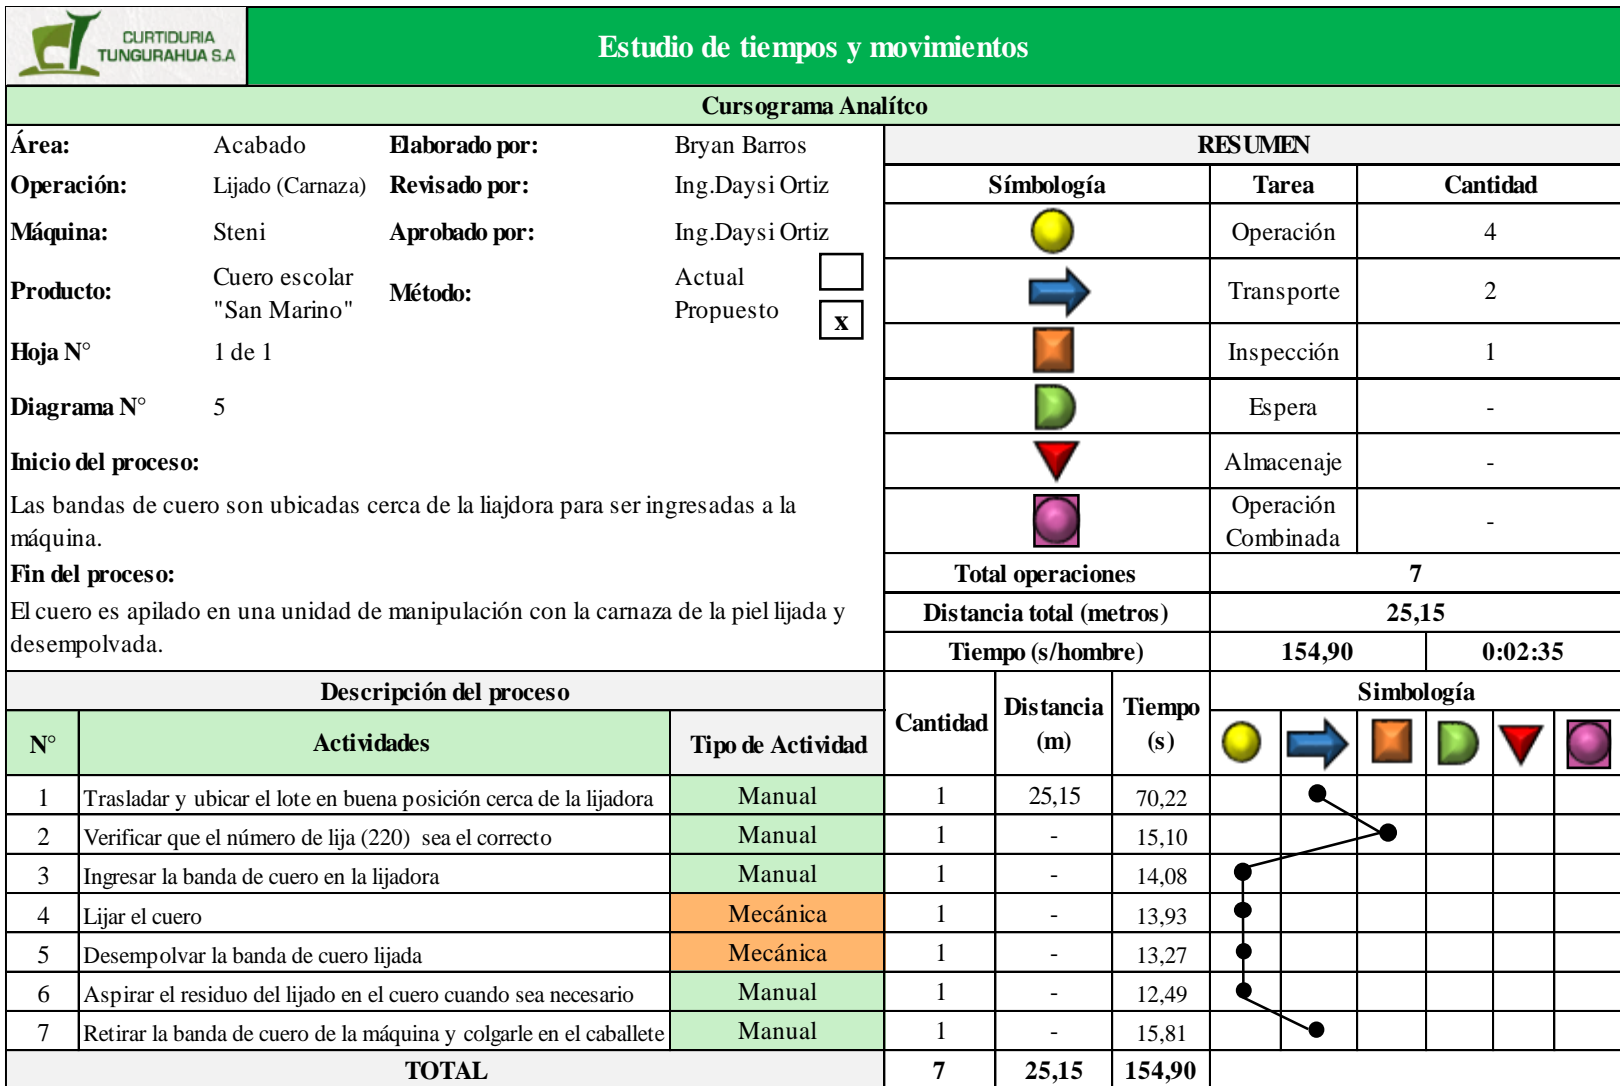 CURTIDURIA
TUNGURAHUA S.A
Estudio de tiempos y movimientos
Cursograma Analítco
Área: Acabado Elaborado por: Bryan Barros
Operación: Lijado (Carnaza) Revisado por: Ing.Daysi Ortiz
Máquina: Steni Aprobado por: Ing.Daysi Ortiz
Producto: Cuero escolar "San Marino" Método: Actual
Propuesto x
Hoja N° 1 de 1
Diagrama N° 5
Inicio del proceso:
Las bandas de cuero son ubicadas cerca de la liajdora para ser ingresadas a la
máquina.
Fin del proceso:
El cuero es apilado en una unidad de manipulación con la carnaza de la piel lijada y
desempolvada.
RESUMEN
Símbología Tarea Cantidad
Operación 4
Transporte 2
Inspección 1
Espera -
Almacenaje -
Operación
Combinada -
Total operaciones 7
Distancia total (metros) 25,15
Tiempo (s/hombre) 154,90 0:02:35
Descripción del proceso Cantidad Distancia (m) Tiempo (s) Simbología
N° Actividades Tipo de Actividad
1 Trasladar y ubicar el lote en buena posición cerca de la lijadora Manual 1 25,15 70,22
2 Verificar que el número de lija (220) sea el correcto Manual 1 - 15,10
3 Ingresar la banda de cuero en la lijadora Manual 1 - 14,08
4 Lijar el cuero Mecánica 1 - 13,93
5 Desempolvar la banda de cuero lijada Mecánica 1 - 13,27
6 Aspirar el residuo del lijado en el cuero cuando sea necesario Manual 1 - 12,49
7 Retirar la banda de cuero de la máquina y colgarle en el caballete Manual 1 - 15,81
TOTAL 7 25,15 154,90